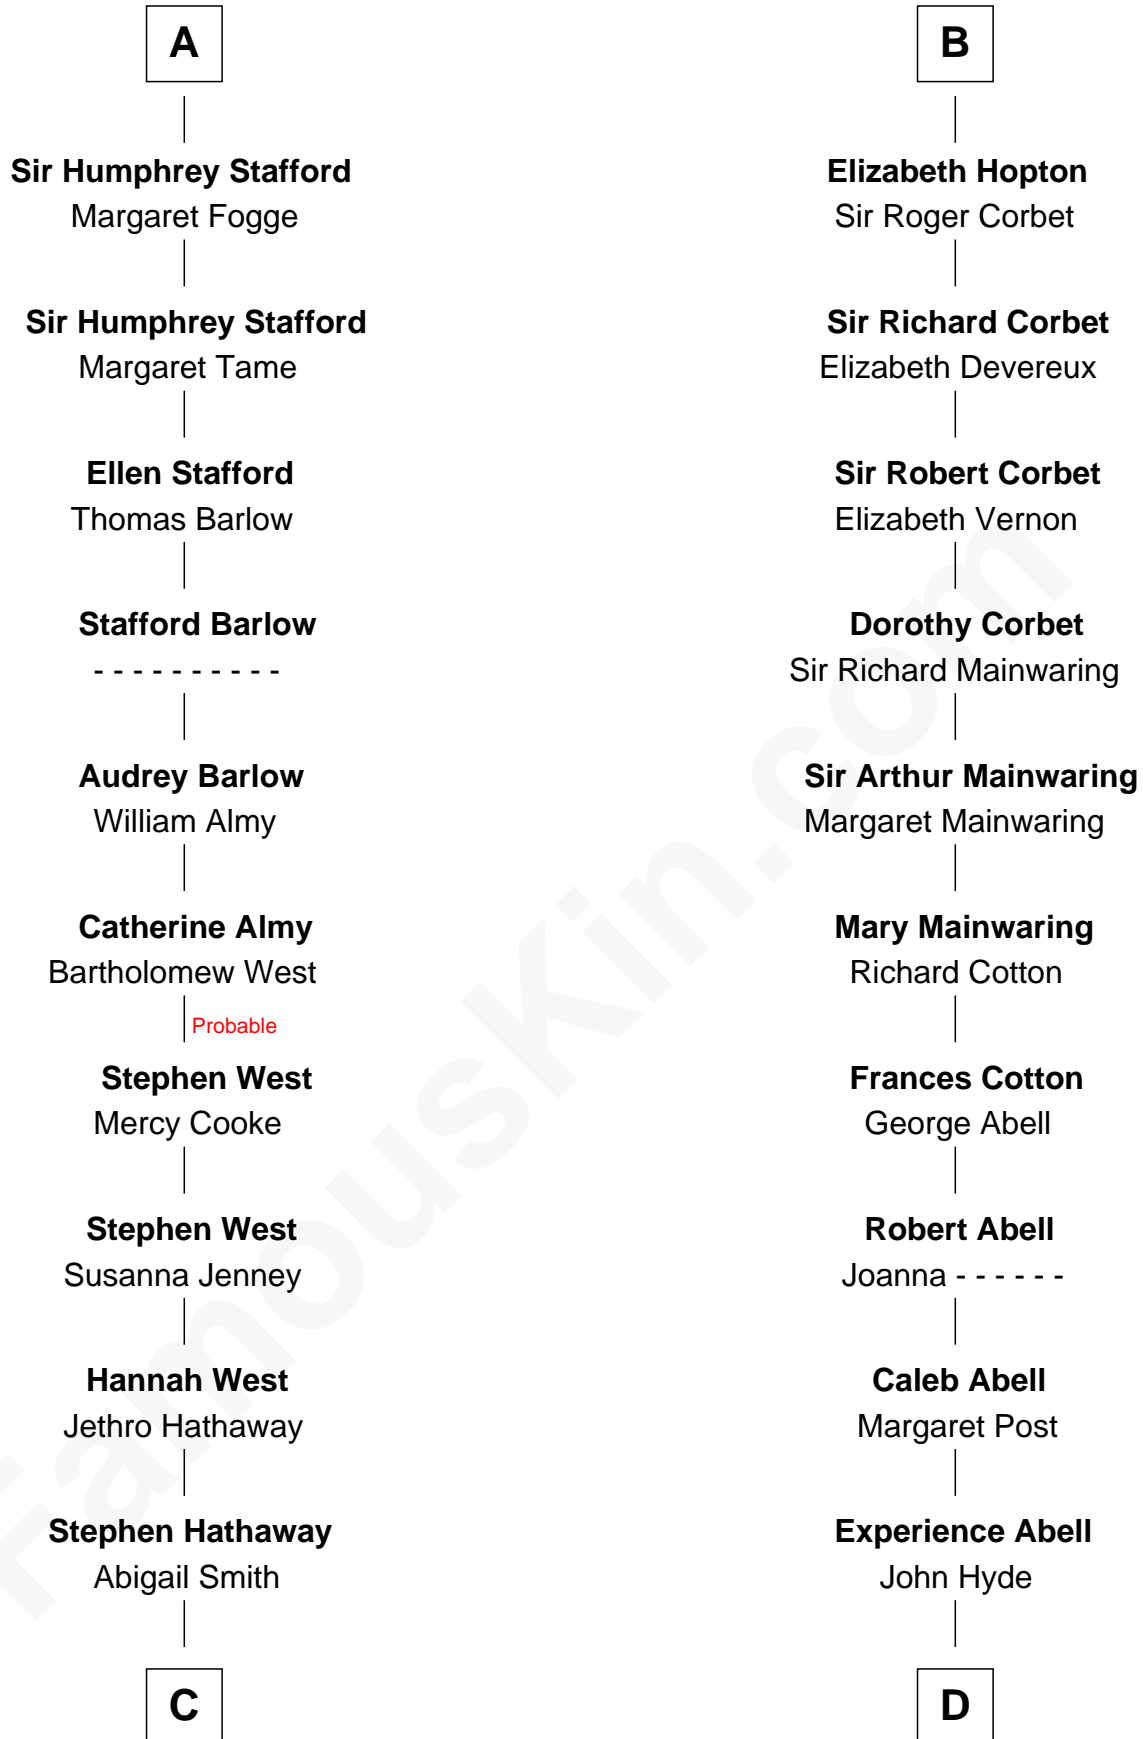 A
Sir Humphrey Stafford
Margaret Fogge
Sir Humphrey Stafford
Margaret Tame
Ellen Stafford
Thomas Barlow
Stafford Barlow
- - - - - - - - - -
Audrey Barlow
William Almy
Catherine Almy
Bartholomew West
Probable
Stephen West
Mercy Cooke
Stephen West
Susanna Jenney
Hannah West
Jethro Hathaway
Stephen Hathaway
Abigail Smith
C
B
Elizabeth Hopton
Sir Roger Corbet
Sir Richard Corbet
Elizabeth Devereux
Sir Robert Corbet
Elizabeth Vernon
Dorothy Corbet
Sir Richard Mainwaring
Sir Arthur Mainwaring
Margaret Mainwaring
Mary Mainwaring
Richard Cotton
Frances Cotton
George Abell
Robert Abell
Joanna - - - - - -
Caleb Abell
Margaret Post
Experience Abell
John Hyde
D
FamousKin.com